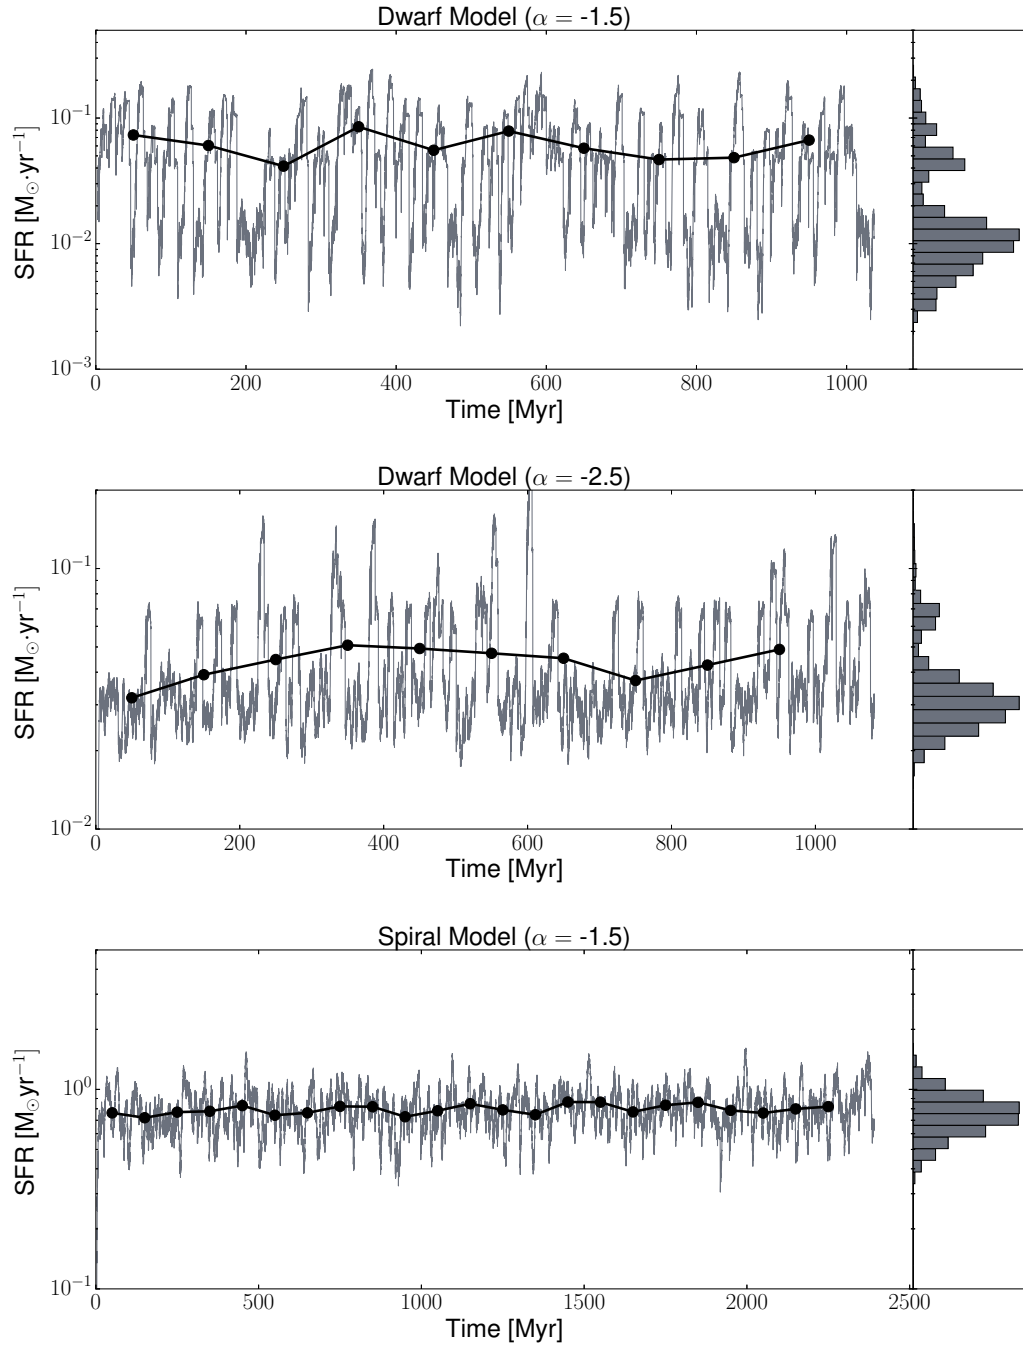 Dwarf Model (α = -1.5)
SFR [M⊙·yr⁻¹]
10⁻¹
10⁻²
10⁻³
0 200 400 600 800 1000
Time [Myr]
Dwarf Model (α = -2.5)
SFR [M⊙·yr⁻¹]
10⁻¹
10⁻²
0 200 400 600 800 1000
Time [Myr]
Spiral Model (α = -1.5)
SFR [M⊙yr⁻¹]
10⁰
10⁻¹
0 500 1000 1500 2000 2500
Time [Myr]